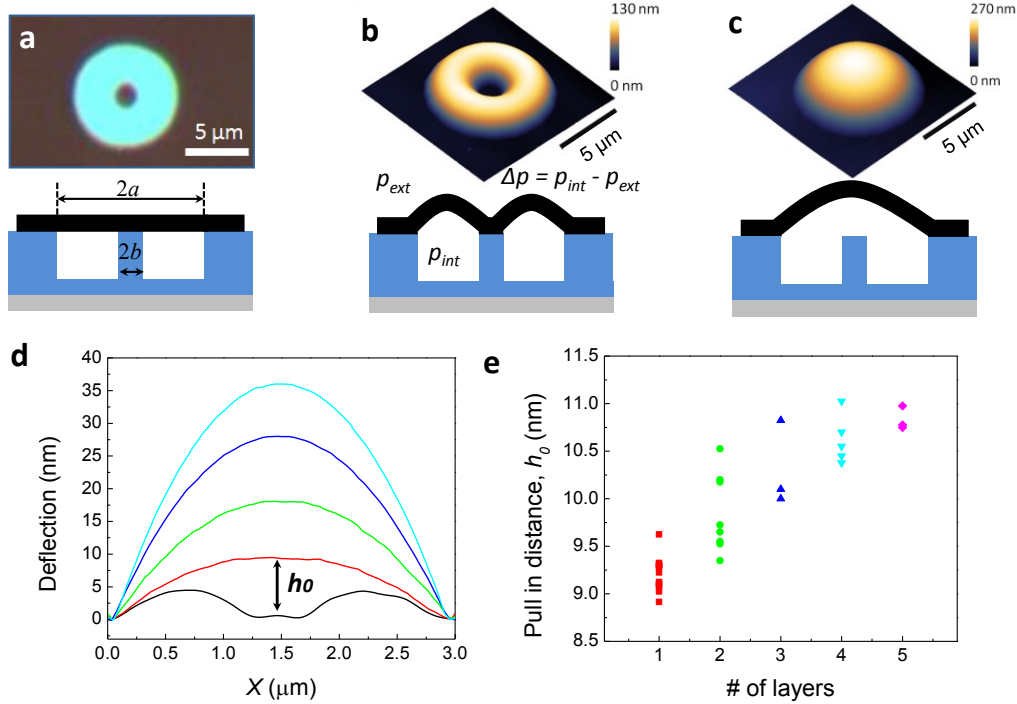 a
5 µm
2a
2b
b
130 nm
0 nm
5 µm
p_ext
Δp = p_int - p_ext
p_int
c
270 nm
0 nm
5 µm
d
40
35
30
25
20
15
10
5
0
Deflection (nm)
h0
0.0 0.5 1.0 1.5 2.0 2.5 3.0
X (µm)
e
11.5
11.0
10.5
10.0
9.5
9.0
8.5
Pull in distance, h_0 (nm)
1 2 3 4 5
# of layers